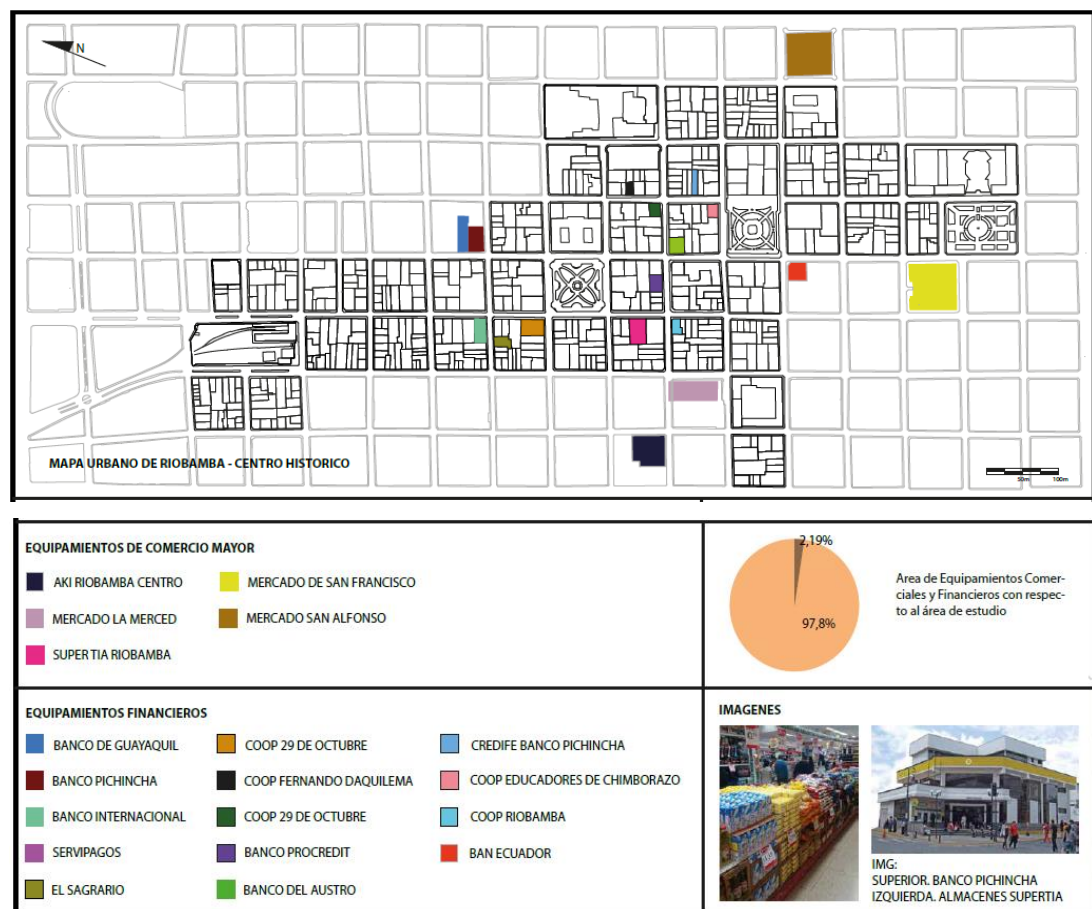 N
MAPA URBANO DE RIOBAMBA - CENTRO HISTORICO
50m 100m
EQUIPAMIENTOS DE COMERCIO MAYOR
AKI RIOBAMBA CENTRO
MERCADO LA MERCED
SUPER TIA RIOBAMBA
MERCADO DE SAN FRANCISCO
MERCADO SAN ALFONSO
2,19%
97,8%
Area de Equipamientos Comer-
ciales y Financieros con respec-
to al área de estudio
EQUIPAMIENTOS FINANCIEROS
BANCO DE GUAYAQUIL
BANCO PICHINCHA
BANCO INTERNACIONAL
SERVIPAGOS
EL SAGRARIO
COOP 29 DE OCTUBRE
COOP FERNANDO DAQUILEMA
COOP 29 DE OCTUBRE
BANCO PROCREDIT
BANCO DEL AUSTRO
CREDIFE BANCO PICHINCHA
COOP EDUCADORES DE CHIMBORAZO
COOP RIOBAMBA
BAN ECUADOR
IMAGENES
IMG:
SUPERIOR. BANCO PICHINCHA
IZQUIERDA. ALMACENES SUPERTIA